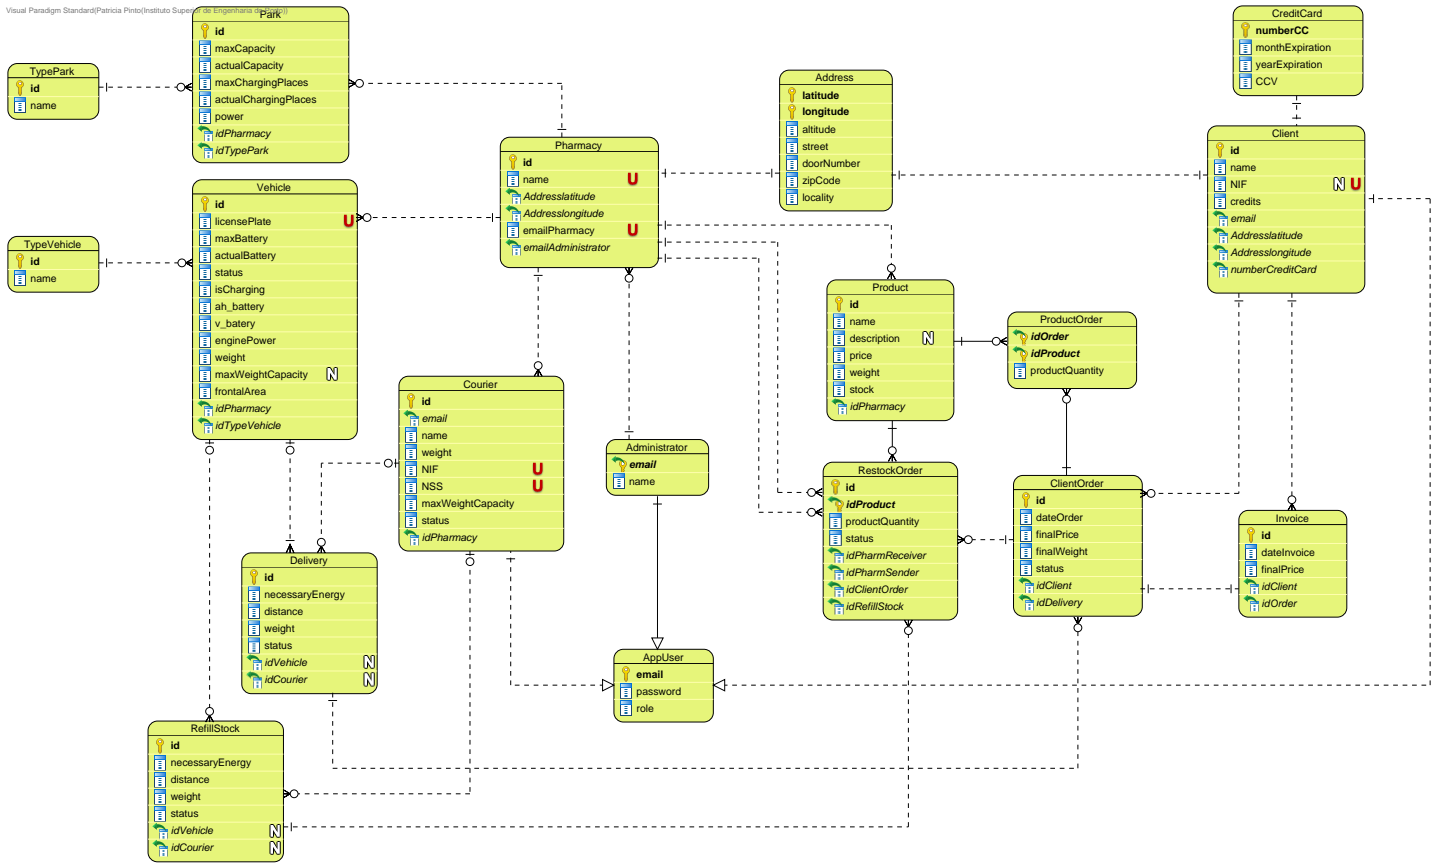 Visual Paradigm Standard(Patricia Pinto(Instituto Superior de Engenharia do Porto))
Park
id
maxCapacity
actualCapacity
maxChargingPlaces
actualChargingPlaces
power
idPharmacy
idTypePark
TypePark
id
name
Vehicle
id
licensePlate U
maxBattery
actualBattery
status
isCharging
ah_battery
v_batery
enginePower
weight
maxWeightCapacity N
frontalArea
idPharmacy
idTypeVehicle
TypeVehicle
id
name
Pharmacy
id
name U
Addresslatitude
Addresslongitude
emailPharmacy U
emailAdministrator
Address
latitude
longitude
altitude
street
doorNumber
zipCode
locality
CreditCard
numberCC
monthExpiration
yearExpiration
CCV
Client
id
name
NIF N U
credits
email
Addresslatitude
Addresslongitude
numberCreditCard
Product
id
name
description N
price
weight
stock
idPharmacy
ProductOrder
idOrder
idProduct
productQuantity
Courier
id
email
name
weight
NIF U
NSS U
maxWeightCapacity
status
idPharmacy
Administrator
email
name
RestockOrder
id
idProduct
productQuantity
status
idPharmReceiver
idPharmSender
idClientOrder
idRefillStock
ClientOrder
id
dateOrder
finalPrice
finalWeight
status
idClient
idDelivery
Invoice
id
dateInvoice
finalPrice
idClient
idOrder
Delivery
id
necessaryEnergy
distance
weight
status
idVehicle N
idCourier N
AppUser
email
password
role
RefillStock
id
necessaryEnergy
distance
weight
status
idVehicle N
idCourier N